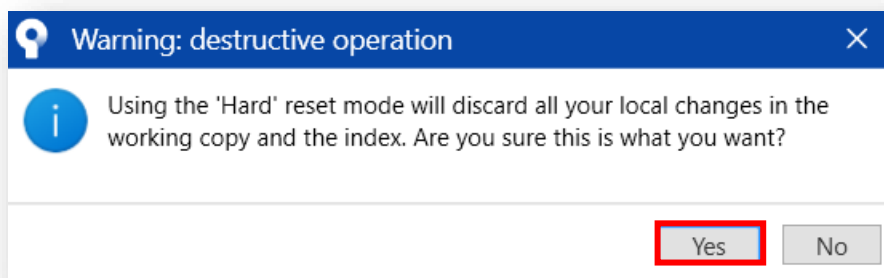 Warning: destructive operation
Using the 'Hard' reset mode will discard all your local changes in the
working copy and the index. Are you sure this is what you want?
Yes No